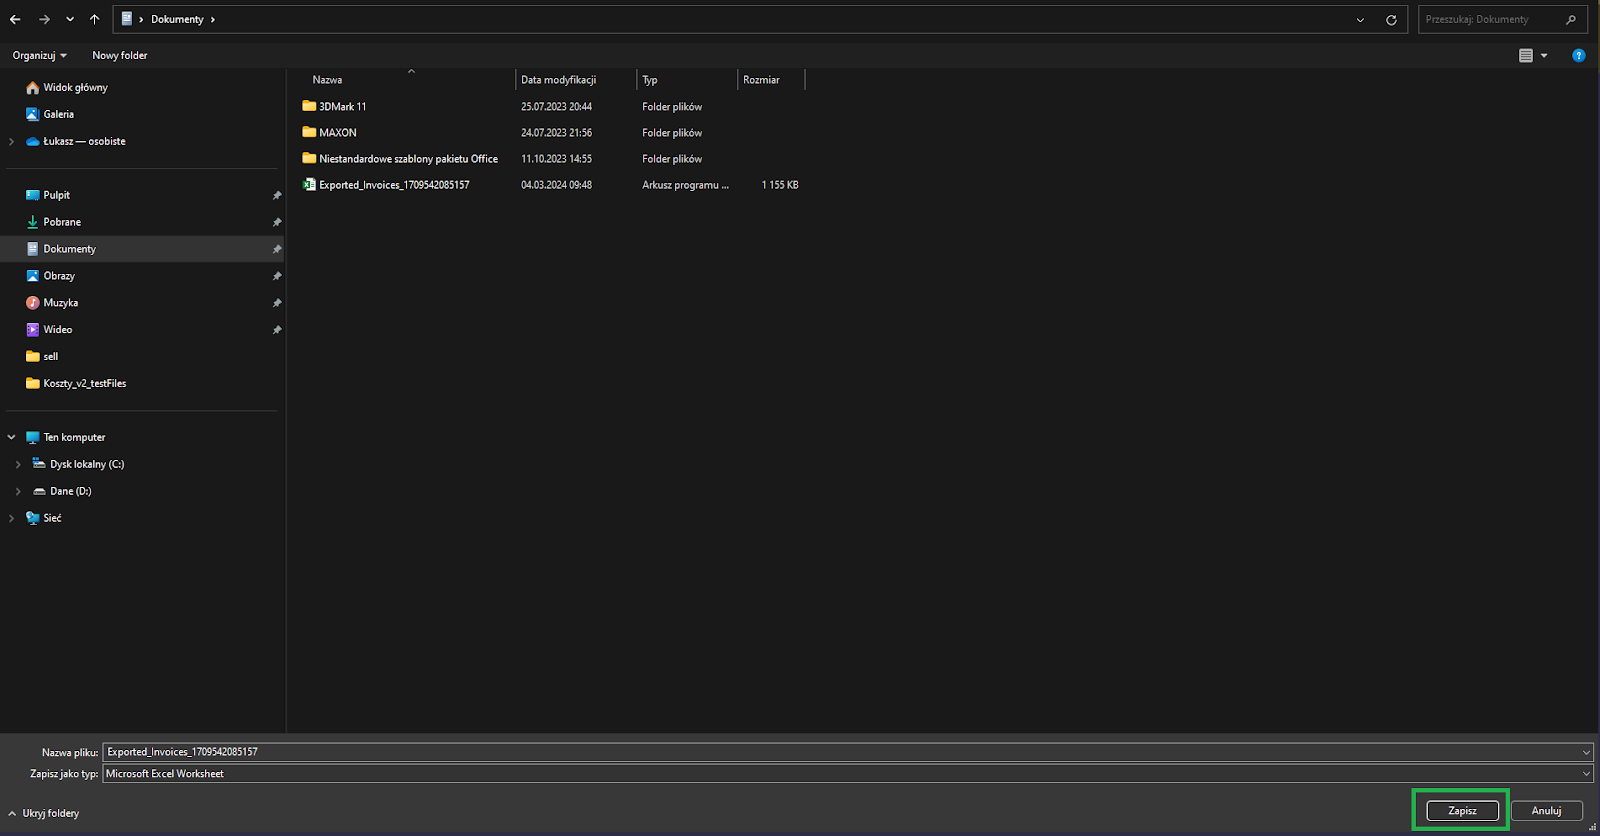 Dokumenty
Przeszukaj: Dokumenty
Organizuj
Nowy folder
Widok główny
Galeria
Łukasz — osobiste
Pulpit
Pobrane
Dokumenty
Obrazy
Muzyka
Wideo
sell
Koszty_v2_testFiles
Ten komputer
Dysk lokalny (C:)
Dane (D:)
Sieć
Nazwa Data modyfikacji Typ Rozmiar
3DMark 11 25.07.2023 20:44 Folder plików
MAXON 24.07.2023 21:56 Folder plików
Niestandardowe szablony pakietu Office 11.10.2023 14:55 Folder plików
Exported_Invoices_1709542085157 04.03.2024 09:48 Arkusz programu ... 1 155 KB
Nazwa pliku: Exported_Invoices_1709542085157
Zapisz jako typ: Microsoft Excel Worksheet
Ukryj foldery
Zapisz
Anuluj